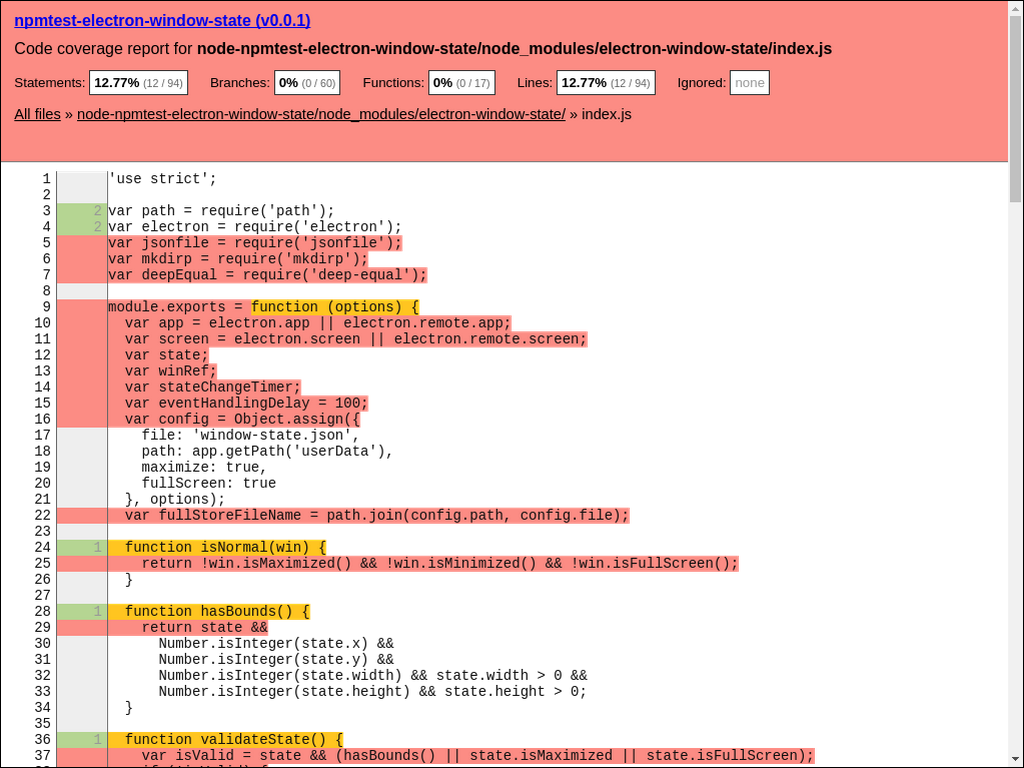 npmtest-electron-window-state (v0.0.1)
Code coverage report for node-npmtest-electron-window-state/node_modules/electron-window-state/index.js
Statements: 12.77% (12 / 94) Branches: 0% (0 / 60) Functions: 0% (0 / 17) Lines: 12.77% (12 / 94) Ignored: none
All files » node-npmtest-electron-window-state/node_modules/electron-window-state/ » index.js
1 'use strict';
2
3 2 var path = require('path');
4 2 var electron = require('electron');
5 var jsonfile = require('jsonfile');
6 var mkdirp = require('mkdirp');
7 var deepEqual = require('deep-equal');
8
9 module.exports = function (options) {
10   var app = electron.app || electron.remote.app;
11   var screen = electron.screen || electron.remote.screen;
12   var state;
13   var winRef;
14   var stateChangeTimer;
15   var eventHandlingDelay = 100;
16   var config = Object.assign({
17     file: 'window-state.json',
18     path: app.getPath('userData'),
19     maximize: true,
20     fullScreen: true
21   }, options);
22   var fullStoreFileName = path.join(config.path, config.file);
23
24 1   function isNormal(win) {
25     return !win.isMaximized() && !win.isMinimized() && !win.isFullScreen();
26   }
27
28 1   function hasBounds() {
29     return state &&
30       Number.isInteger(state.x) &&
31       Number.isInteger(state.y) &&
32       Number.isInteger(state.width) && state.width > 0 &&
33       Number.isInteger(state.height) && state.height > 0;
34   }
35
36 1   function validateState() {
37     var isValid = state && (hasBounds() || state.isMaximized || state.isFullScreen);